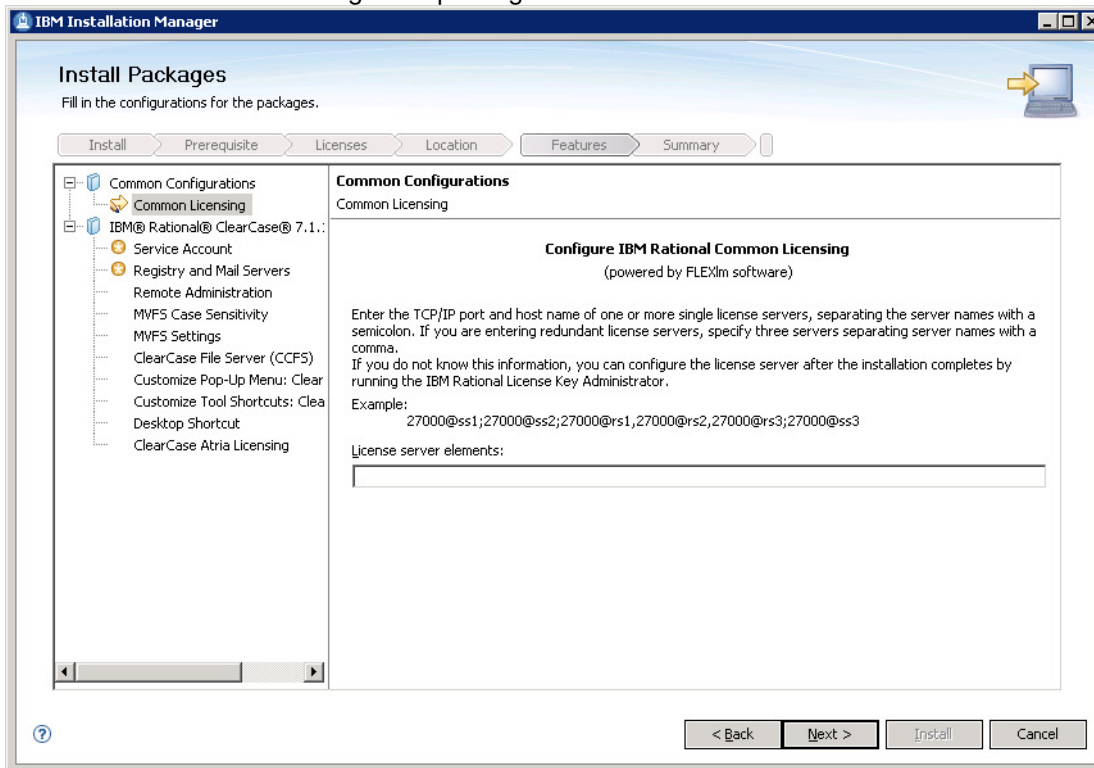 IBM Installation Manager
Install Packages
Fill in the configurations for the packages.
Install Prerequisite Licenses Location Features Summary
Common Configurations
Common Licensing
IBM® Rational® ClearCase® 7.1.
Service Account
Registry and Mail Servers
Remote Administration
MVFS Case Sensitivity
MVFS Settings
ClearCase File Server (CCFS)
Customize Pop-Up Menu: Clear
Customize Tool Shortcuts: Clea
Desktop Shortcut
ClearCase Atria Licensing
Common Configurations
Common Licensing
Configure IBM Rational Common Licensing
(powered by FLEXlm software)
Enter the TCP/IP port and host name of one or more single license servers, separating the server names with a
semicolon. If you are entering redundant license servers, specify three servers separating server names with a
comma.
If you do not know this information, you can configure the license server after the installation completes by
running the IBM Rational License Key Administrator.
Example:
27000@ss1;27000@ss2;27000@rs1,27000@rs2,27000@rs3;27000@ss3
License server elements:
< Back Next > Install Cancel